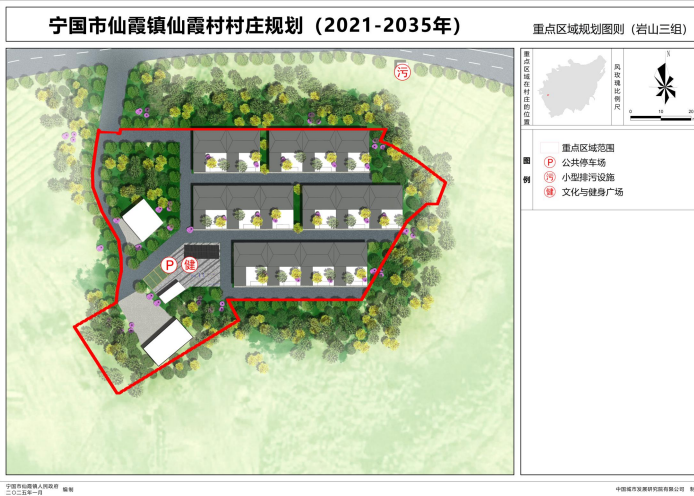 宁国市仙霞镇仙霞村村庄规划（2021-2035年）
重点区域规划图则（岩山三组）
重点区域在村庄的位置
风玫瑰比例尺
N
0 10 20
图例
重点区域范围
P 公共停车场
污 小型排污设施
健 文化与健身广场
污
P 健
宁国市仙霞镇人民政府
二〇二五年一月
编制
中国城市发展研究院有限公司 制